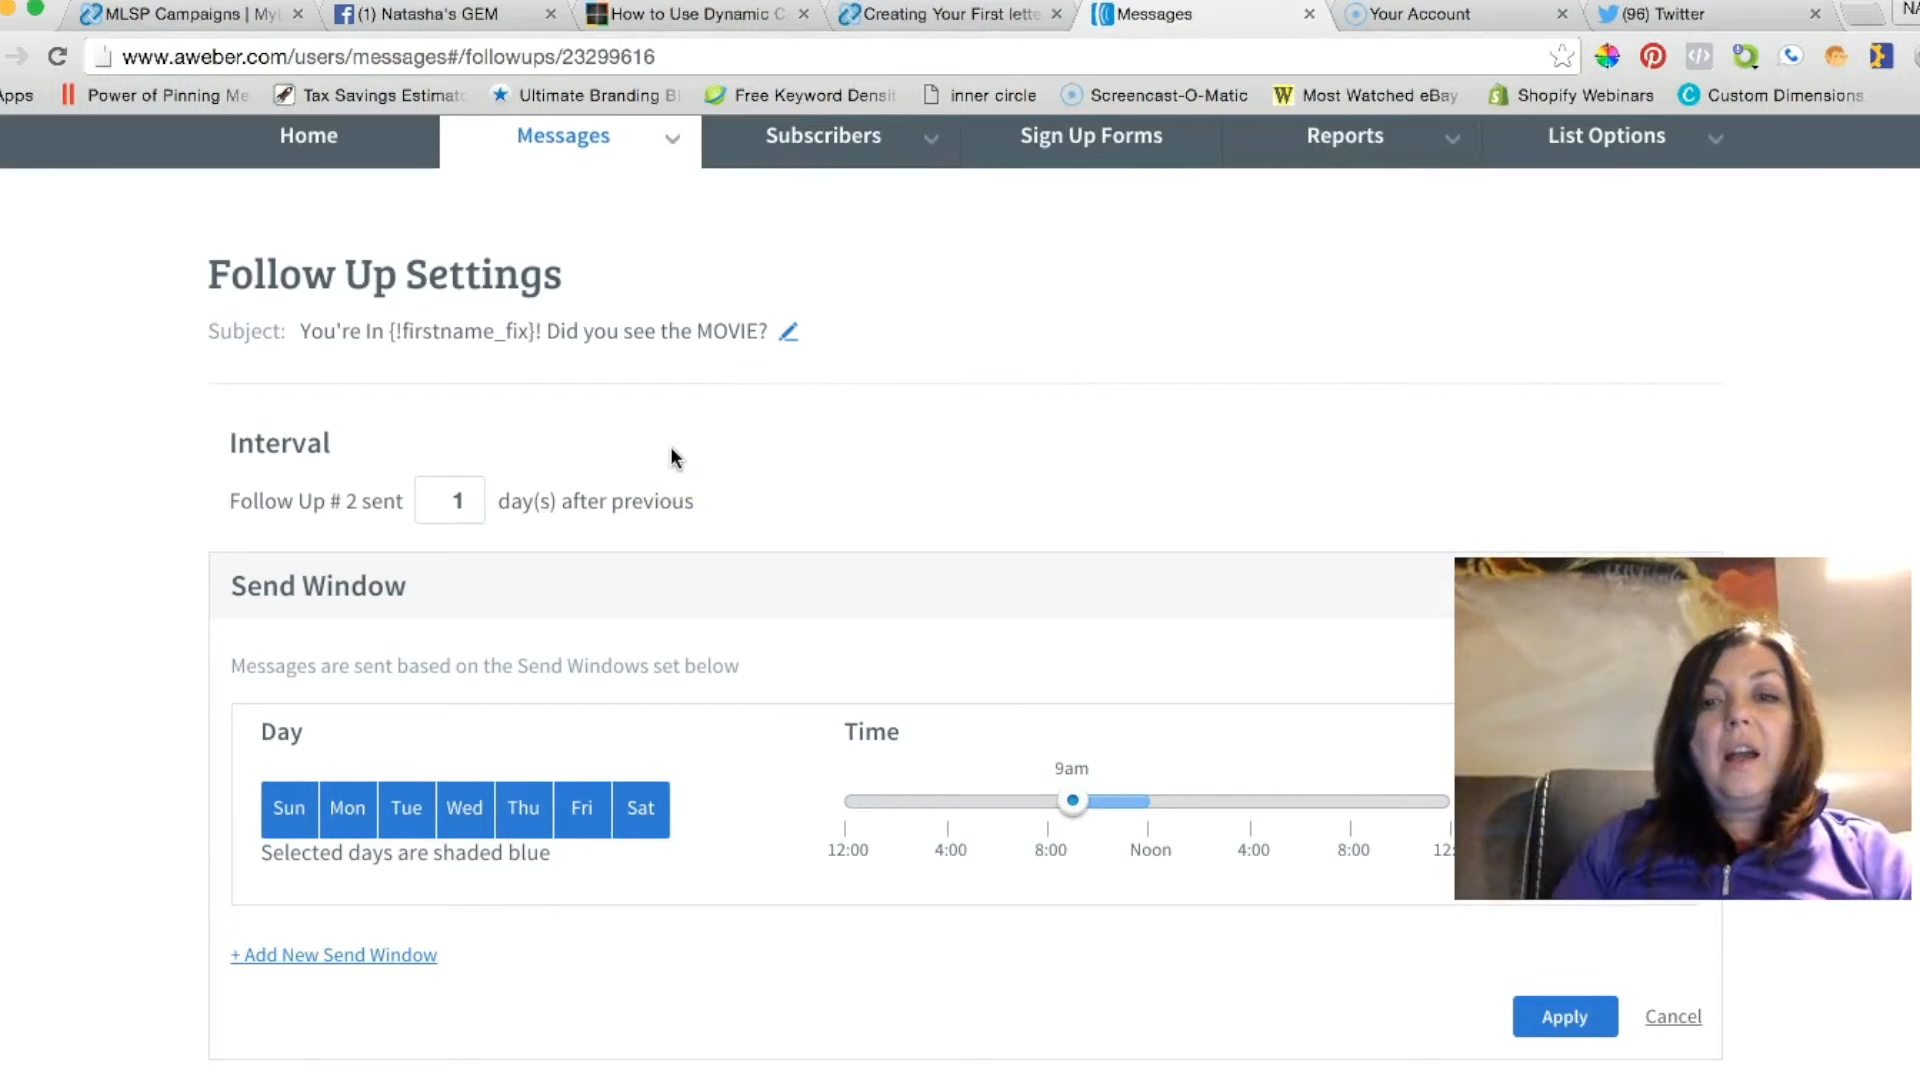 MLSP Campaigns | My
(1) Natasha's GEM
How to Use Dynamic C
Creating Your First lette
Messages
Your Account
(96) Twitter
NA
www.aweber.com/users/messages#/followups/23299616
Apps
Power of Pinning Me
Tax Savings Estimato
Ultimate Branding Bl
Free Keyword Densit
inner circle
Screencast-O-Matic
Most Watched eBay
Shopify Webinars
Custom Dimensions
Home
Messages
Subscribers
Sign Up Forms
Reports
List Options
Follow Up Settings
Subject: You're In {!firstname_fix}! Did you see the MOVIE?
Interval
Follow Up # 2 sent 1 day(s) after previous
Send Window
Messages are sent based on the Send Windows set below
Day
Time
9am
Sun Mon Tue Wed Thu Fri Sat
12:00 4:00 8:00 Noon 4:00 8:00 12:
Selected days are shaded blue
+ Add New Send Window
Apply
Cancel